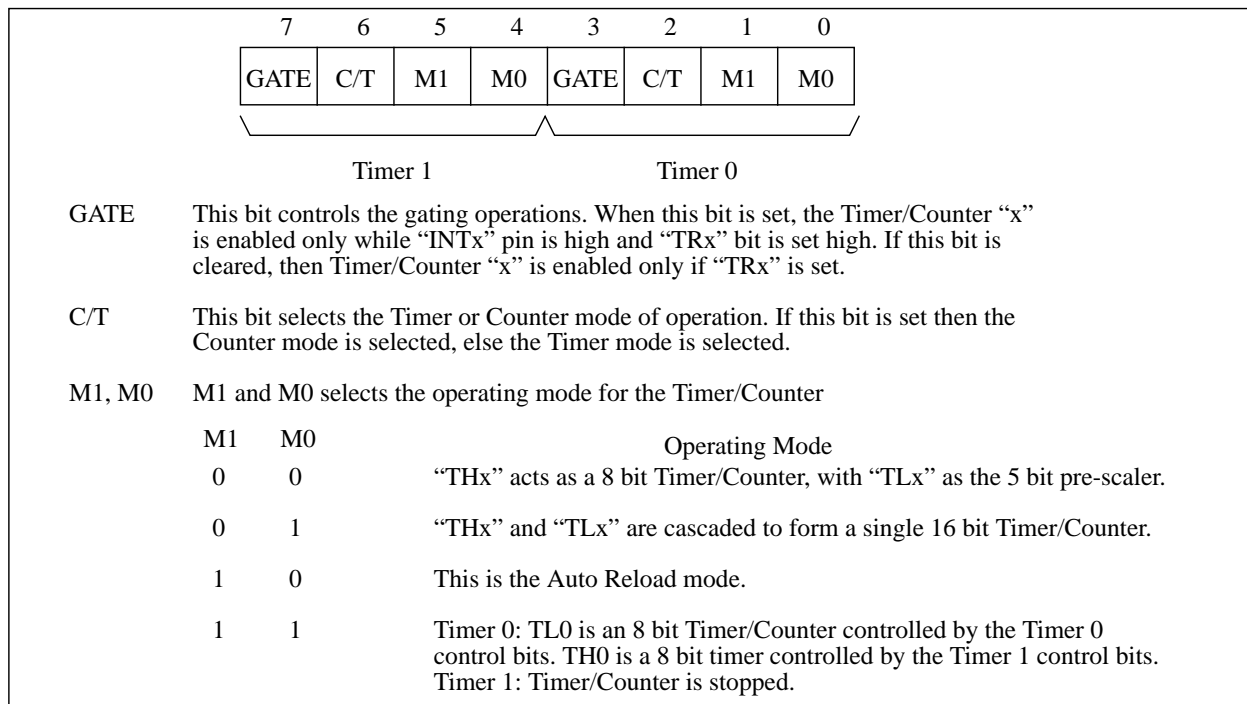 7 6 5 4 3 2 1 0
GATE C/T M1 M0 GATE C/T M1 M0
Timer 1 Timer 0
GATE This bit controls the gating operations. When this bit is set, the Timer/Counter “x”
is enabled only while “INTx” pin is high and “TRx” bit is set high. If this bit is
cleared, then Timer/Counter “x” is enabled only if “TRx” is set.
C/T This bit selects the Timer or Counter mode of operation. If this bit is set then the
Counter mode is selected, else the Timer mode is selected.
M1, M0 M1 and M0 selects the operating mode for the Timer/Counter
M1 M0 Operating Mode
0 0 “THx” acts as a 8 bit Timer/Counter, with “TLx” as the 5 bit pre-scaler.
0 1 “THx” and “TLx” are cascaded to form a single 16 bit Timer/Counter.
1 0 This is the Auto Reload mode.
1 1 Timer 0: TL0 is an 8 bit Timer/Counter controlled by the Timer 0
control bits. TH0 is a 8 bit timer controlled by the Timer 1 control bits.
Timer 1: Timer/Counter is stopped.